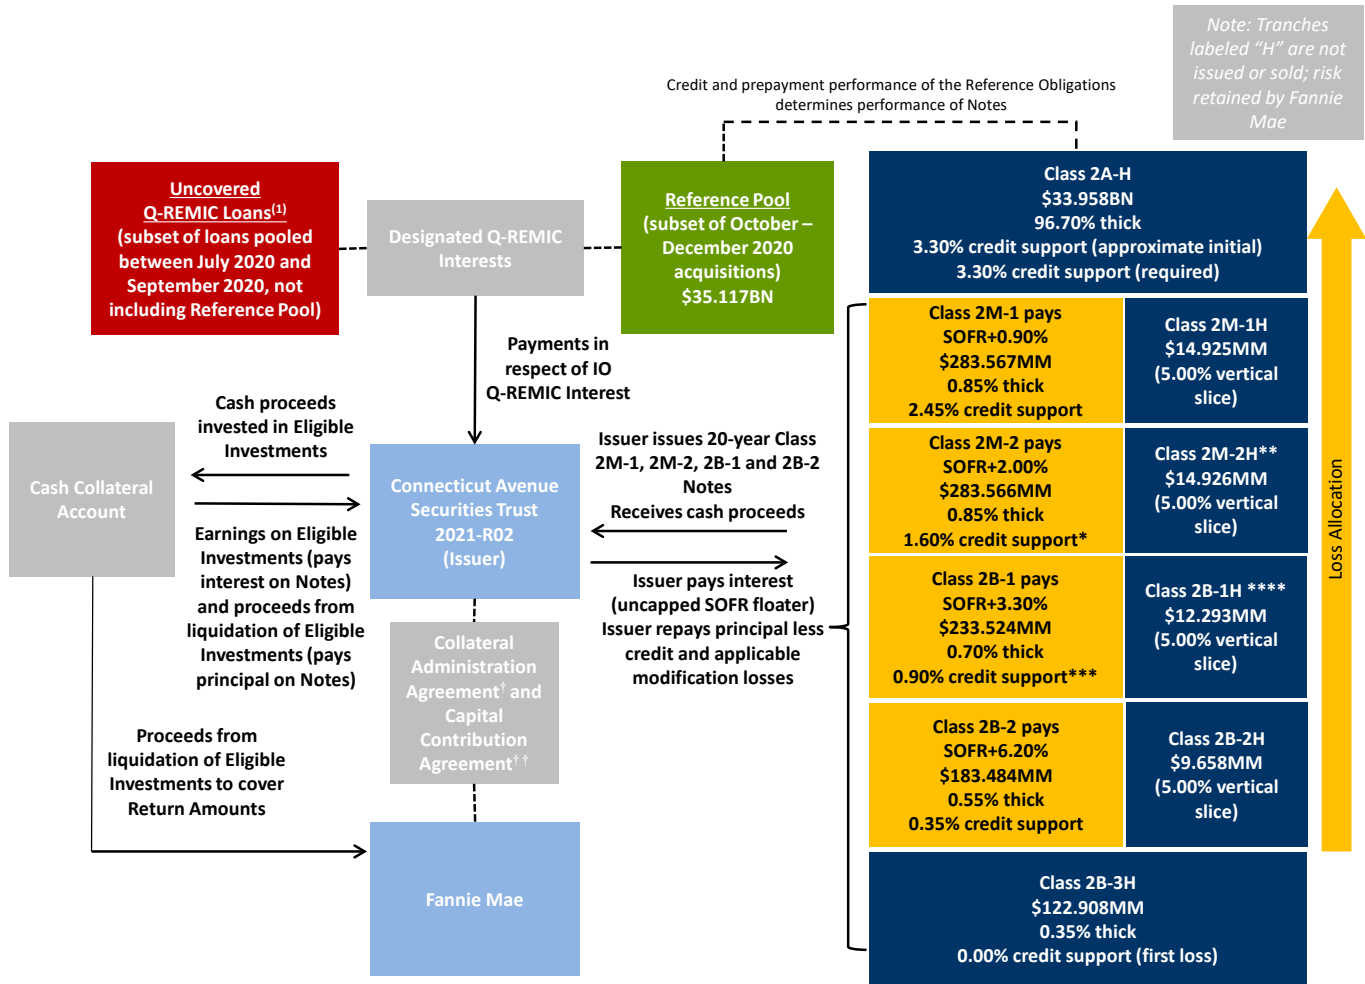 Note: Tranches
labeled “H” are not
issued or sold; risk
retained by Fannie
Mae
Credit and prepayment performance of the Reference Obligations
determines performance of Notes
Uncovered
Q-REMIC Loans(1)
(subset of loans pooled
between July 2020 and
September 2020, not
including Reference Pool)
Designated Q-REMIC
Interests
Reference Pool
(subset of October –
December 2020
acquisitions)
$35.117BN
Class 2A-H
$33.958BN
96.70% thick
3.30% credit support (approximate initial)
3.30% credit support (required)
Payments in
respect of IO
Q-REMIC Interest
Class 2M-1 pays
SOFR+0.90%
$283.567MM
0.85% thick
2.45% credit support
Class 2M-1H
$14.925MM
(5.00% vertical
slice)
Cash proceeds
invested in Eligible
Investments
Cash Collateral
Account
Connecticut Avenue
Securities Trust
2021-R02
(Issuer)
Issuer issues 20-year Class
2M-1, 2M-2, 2B-1 and 2B-2
Notes
Receives cash proceeds
Class 2M-2 pays
SOFR+2.00%
$283.566MM
0.85% thick
1.60% credit support*
Class 2M-2H**
$14.926MM
(5.00% vertical
slice)
Loss Allocation
Earnings on Eligible
Investments (pays
interest on Notes)
and proceeds from
liquidation of Eligible
Investments (pays
principal on Notes)
Issuer pays interest
(uncapped SOFR floater)
Issuer repays principal less
credit and applicable
modification losses
Class 2B-1 pays
SOFR+3.30%
$233.524MM
0.70% thick
0.90% credit support***
Class 2B-1H ****
$12.293MM
(5.00% vertical
slice)
Collateral
Administration
Agreement† and
Capital
Contribution
Agreement† †
Proceeds from
liquidation of Eligible
Investments to cover
Return Amounts
Class 2B-2 pays
SOFR+6.20%
$183.484MM
0.55% thick
0.35% credit support
Class 2B-2H
$9.658MM
(5.00% vertical
slice)
Fannie Mae
Class 2B-3H
$122.908MM
0.35% thick
0.00% credit support (first loss)